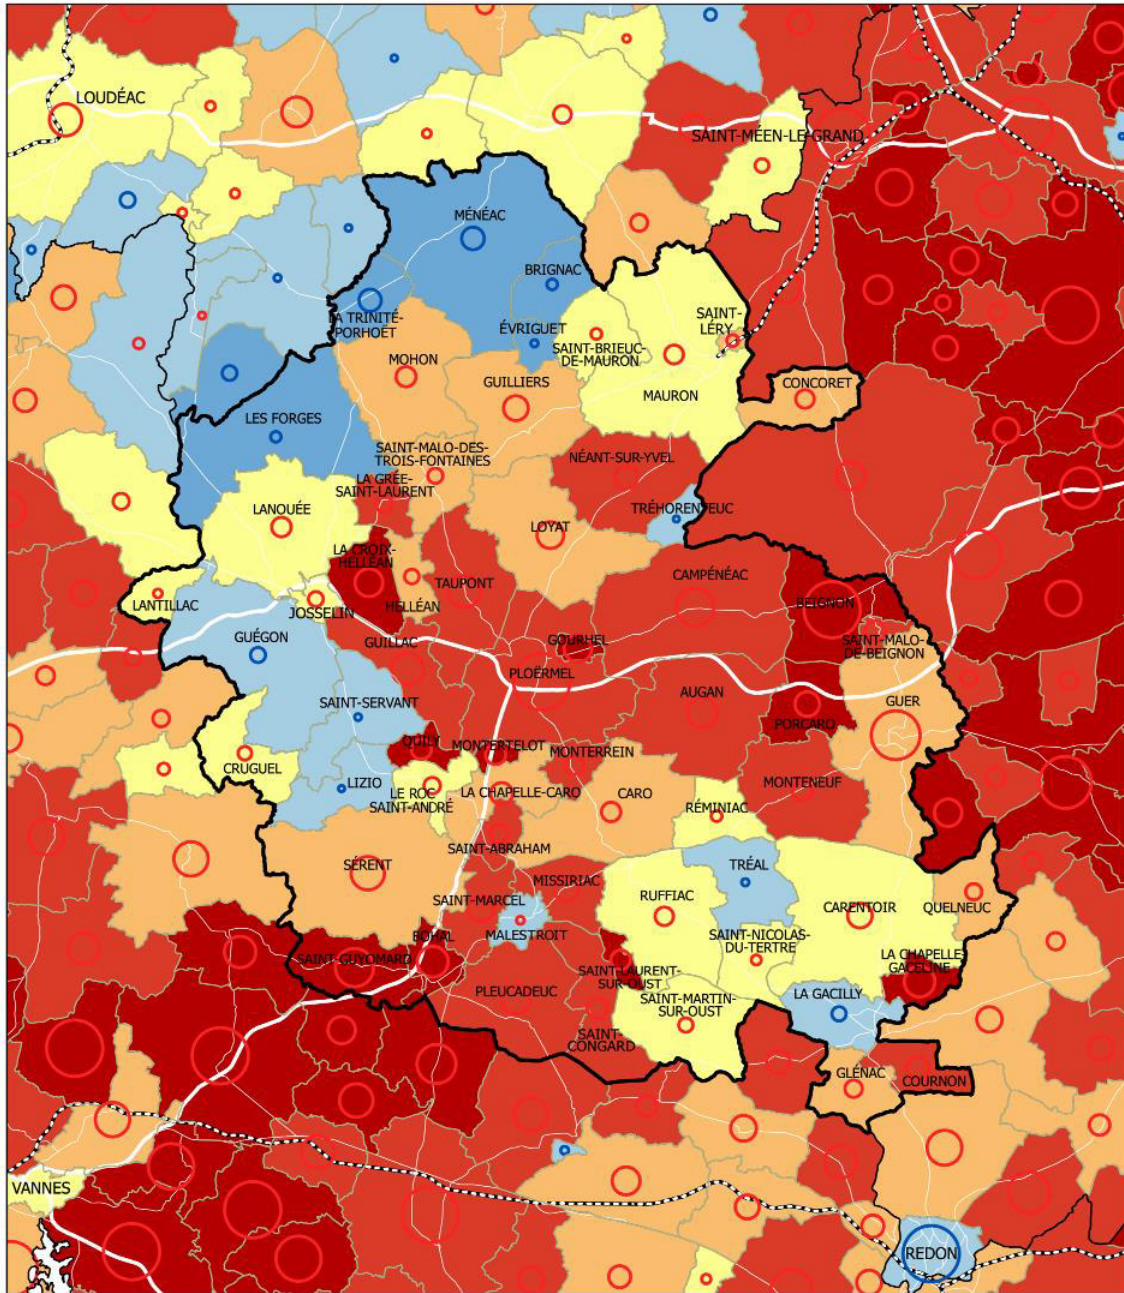 LOUDÉAC
SAINT-MÉEN-LE-GRAND
MÉNÉAC
BRIGNAC
LA TRINITÉ-
PORHOËT
ÉVRIGUET
SAINT-
LÉRY
SAINT-BRIEUC-
DE-MAURON
MOHON
GUILLIERS
CONCORET
MAURON
LES FORGES
SAINT-MALO-DES-
TROIS-FONTAINES
NÉANT-SUR-YVEL
LA GRÉE-
SAINT-LAURENT
LANOUÉE
TRÉHORENTEUC
LOYAT
LA CROIX-
HELLÉAN
CAMPÉNÉAC
TAUPONT
LANTILLAC
JOSSELIN
HELLÉAN
BEIGNON
GUÉGON
GUILLAC
GOURHEL
SAINT-MALO-
DE-BEIGNON
PLOËRMEL
AUGAN
GUER
SAINT-SERVANT
PORCARO
QUILY
MONTERTELOT
MONTERREIN
CRUGUEL
LIZIO
LE ROC
SAINT-ANDRÉ
LA CHAPELLE-CARO
CARO
MONTENEUF
RÉMINIAC
SAINT-ABRAHAM
SÉRENT
TRÉAL
MISSIRIAC
RUFFIAC
SAINT-MARCEL
CARENTOIR
QUELNEUC
BOHAL
MALESTROIT
SAINT-NICOLAS-
DU-TERTRE
SAINT-GUYOMARD
LA CHAPELLE-
GACELINE
SAINT-LAURENT-
SUR-OUST
PLEUCADEUC
LA GACILLY
SAINT-MARTIN-
SUR-OUST
SAINT-
CONGARD
GLÉNAC
COURNON
VANNES
REDON